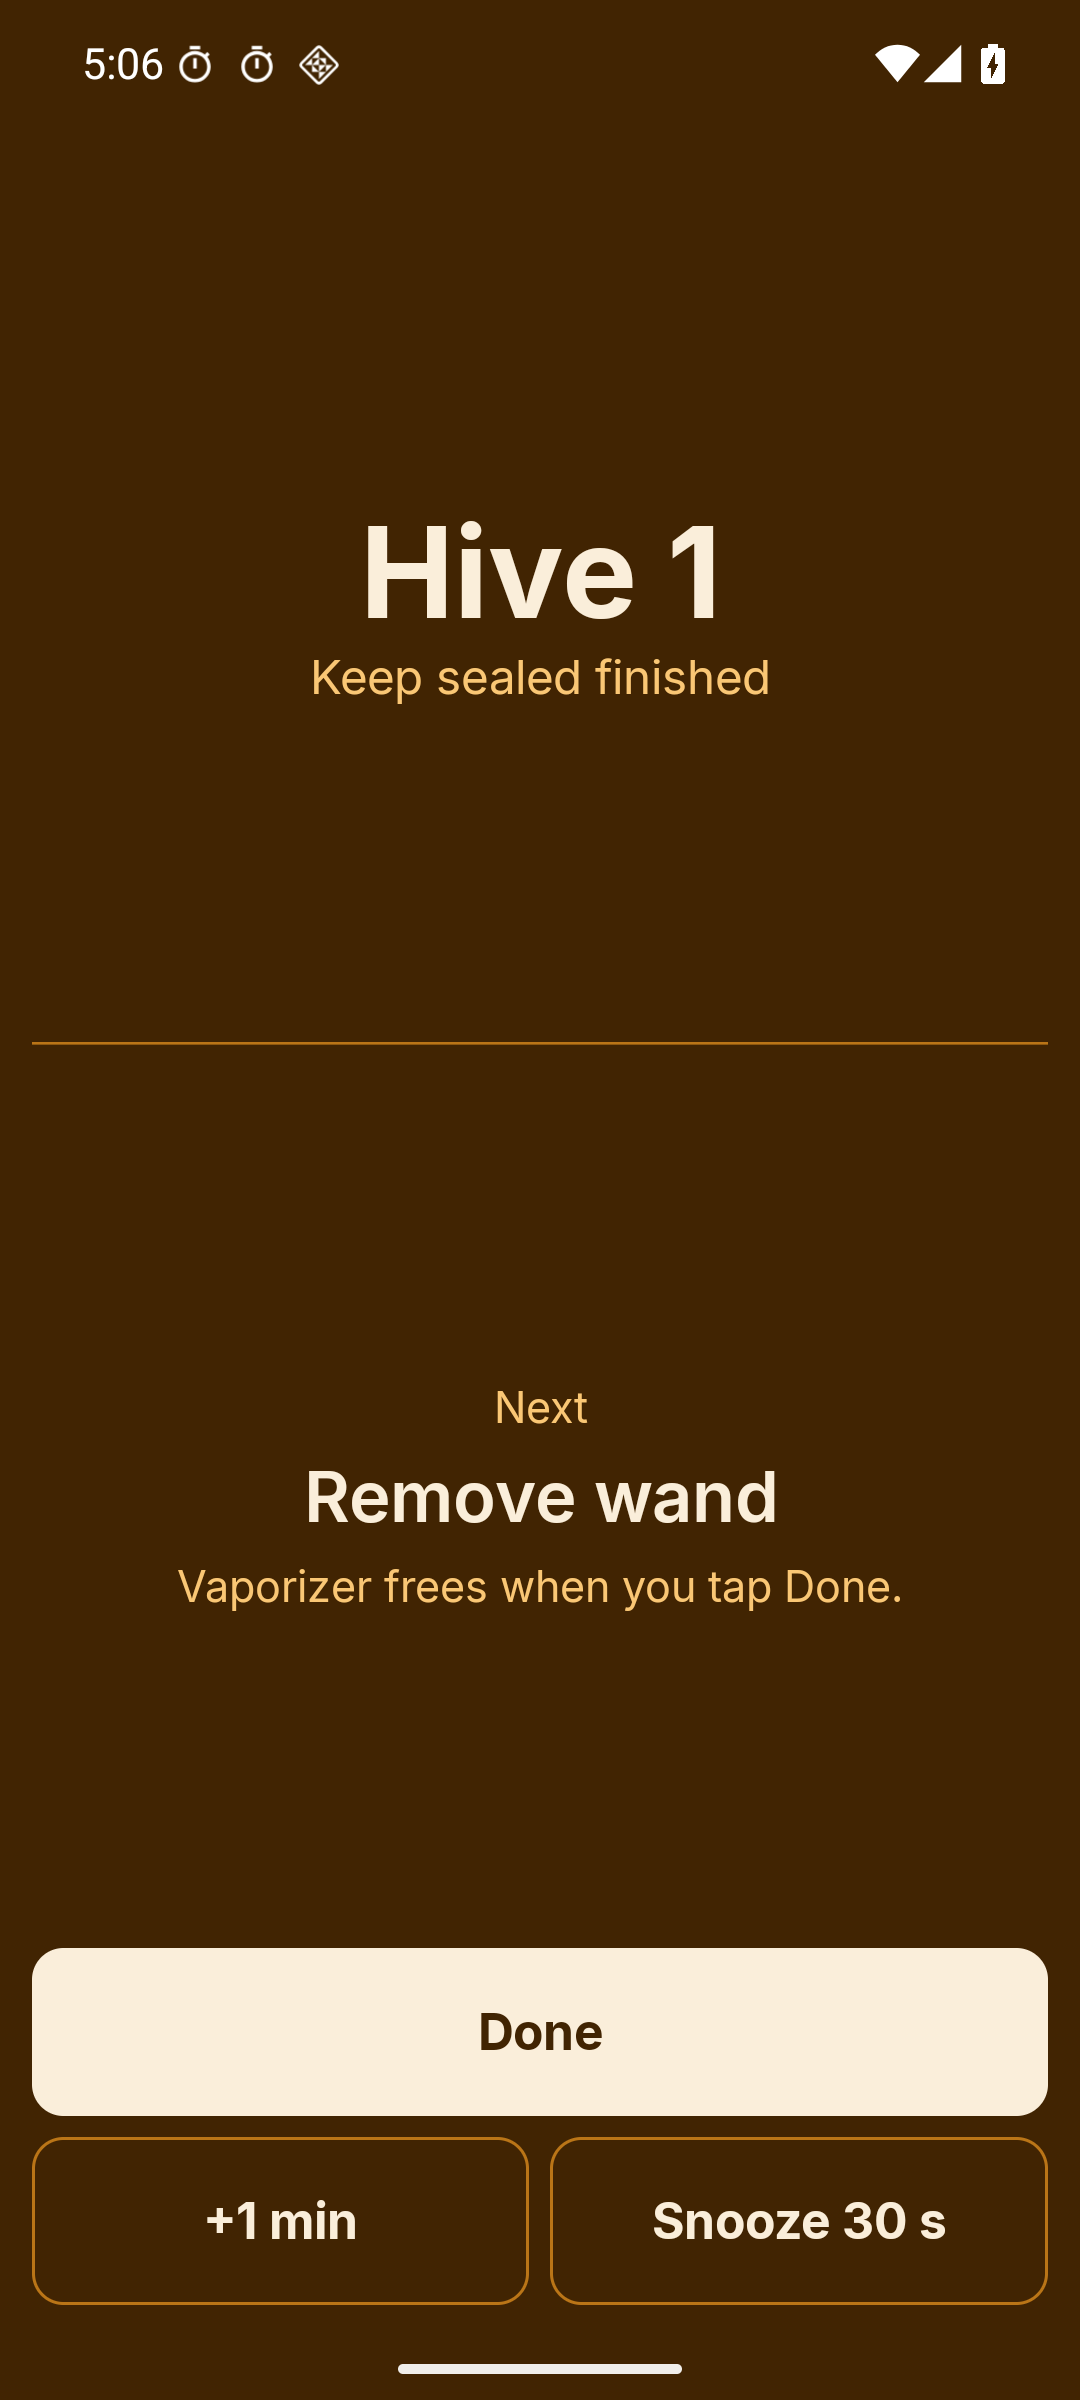 5:06
Hive 1
Keep sealed finished
Next
Remove wand
Vaporizer frees when you tap Done.
Done
+1 min
Snooze 30 s